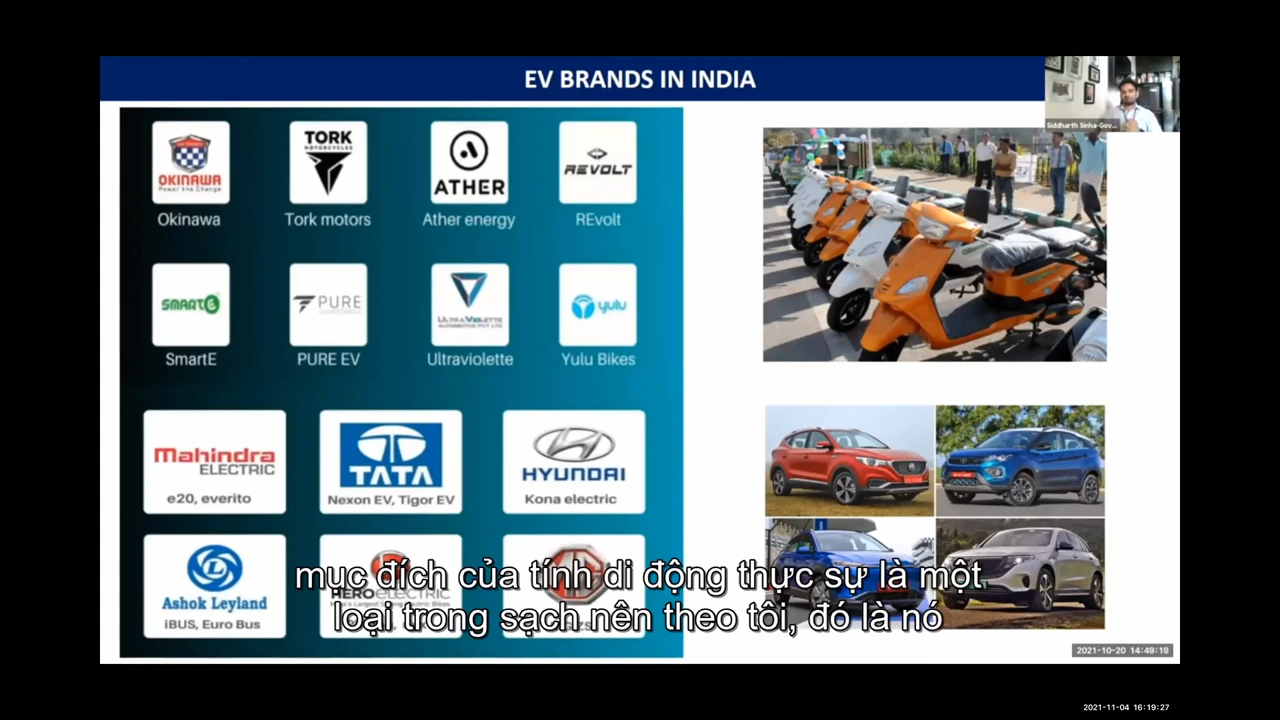 EV BRANDS IN INDIA
Siddharth Sinha-Gov...
OKINAWA
Power the Change
TORK
MOTORCYCLES
ATHER
REVOLT
Okinawa
Tork motors
Ather energy
REvolt
SMARTE
PURE
ULTRAVIOLETTE
AUTOMOTIVE PVT LTD
yulu
SmartE
PURE EV
Ultraviolette
Yulu Bikes
Mahindra
ELECTRIC
e20, everito
TATA
Nexon EV, Tigor EV
HYUNDAI
Kona electric
Ashok Leyland
iBUS, Euro Bus
HERO ELECTRIC
mục đích của tính di động thực sự là một
loại trong sạch nên theo tôi, đó là nó
2021-10-20 14:49:18
2021-11-04 16:19:27